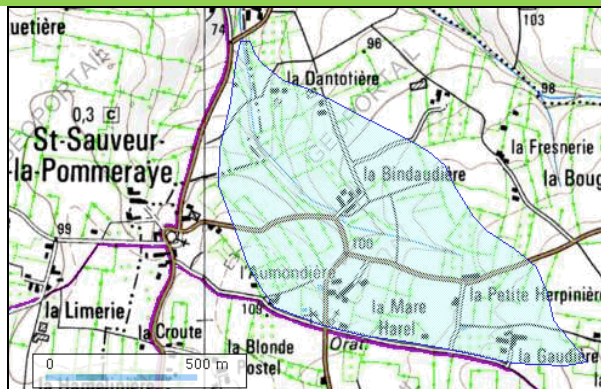 uetière
74
103
96
la Dantotière
98
0,3 C
St-Sauveur-
la-Pommeraye
la Fresnerie
la Bindaudière
la Boug
99
100
l'Aumondière
la Petite Herpinière
la Mare
Harel
109
la Limerie
la Croute
la Blonde
Postel
Orat.
la Gaudière
0
500 m
GEOPORTAIL